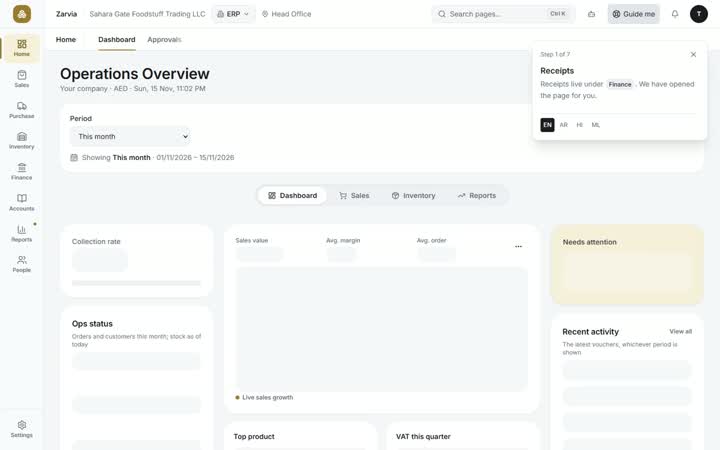 Zarvia
Sahara Gate Foodstuff Trading LLC
ERP
Head Office
Search pages...
Ctrl K
Guide me
T
Home
Dashboard
Approvals
Home
Sales
Purchase
Inventory
Finance
Accounts
Reports
People
Settings
Operations Overview
Your company · AED · Sun, 15 Nov, 11:02 PM
Period
This month
Showing This month · 01/11/2026 – 15/11/2026
Step 1 of 7
Receipts
Receipts live under Finance . We have opened
the page for you.
EN AR HI ML
Dashboard
Sales
Inventory
Reports
Collection rate
Sales value
Avg. margin
Avg. order
Needs attention
Ops status
Orders and customers this month; stock as of
today
Live sales growth
Recent activity
View all
The latest vouchers, whichever period is
shown
Top product
VAT this quarter